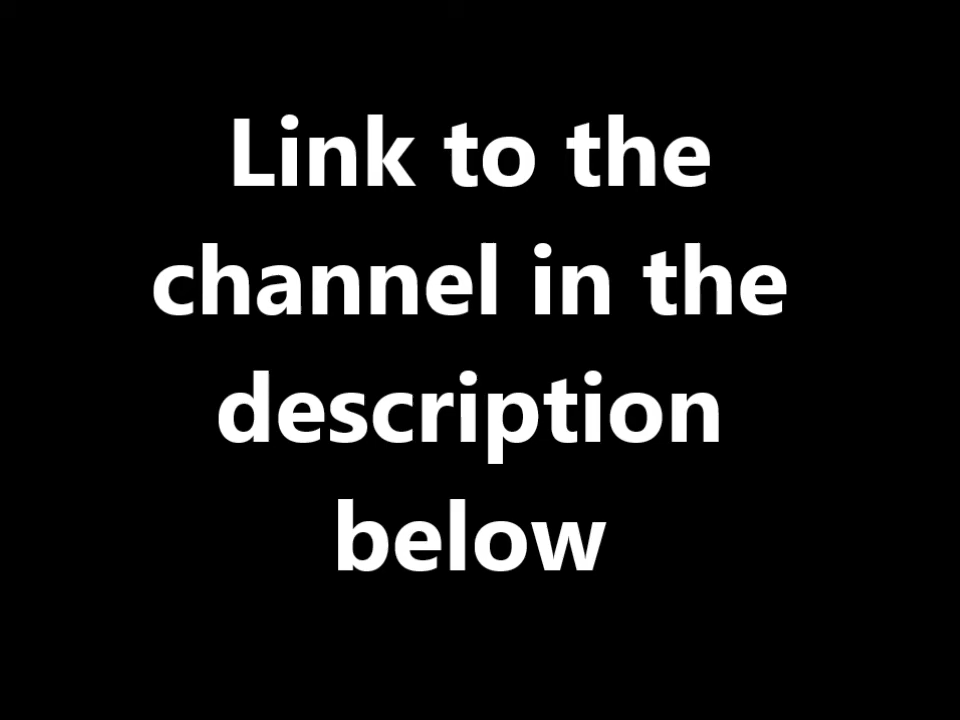 Link to the
channel in the
description
below